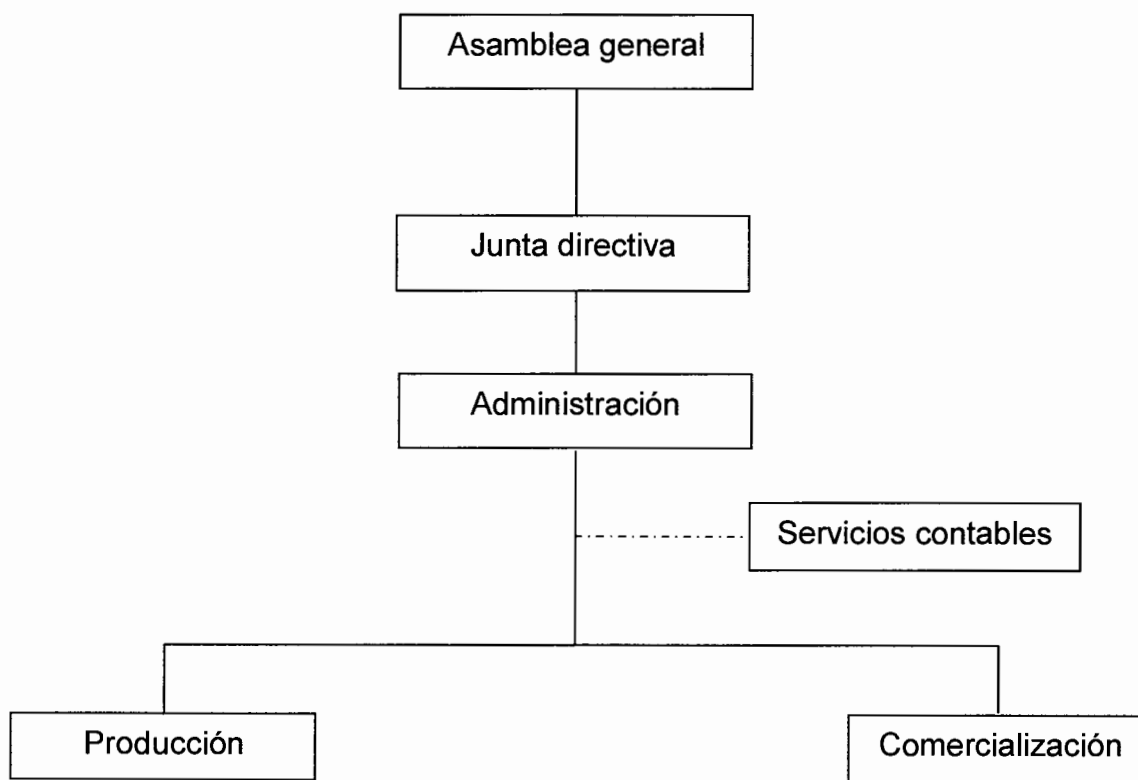 Asamblea general
Junta directiva
Administración
Servicios contables
Producción
Comercialización